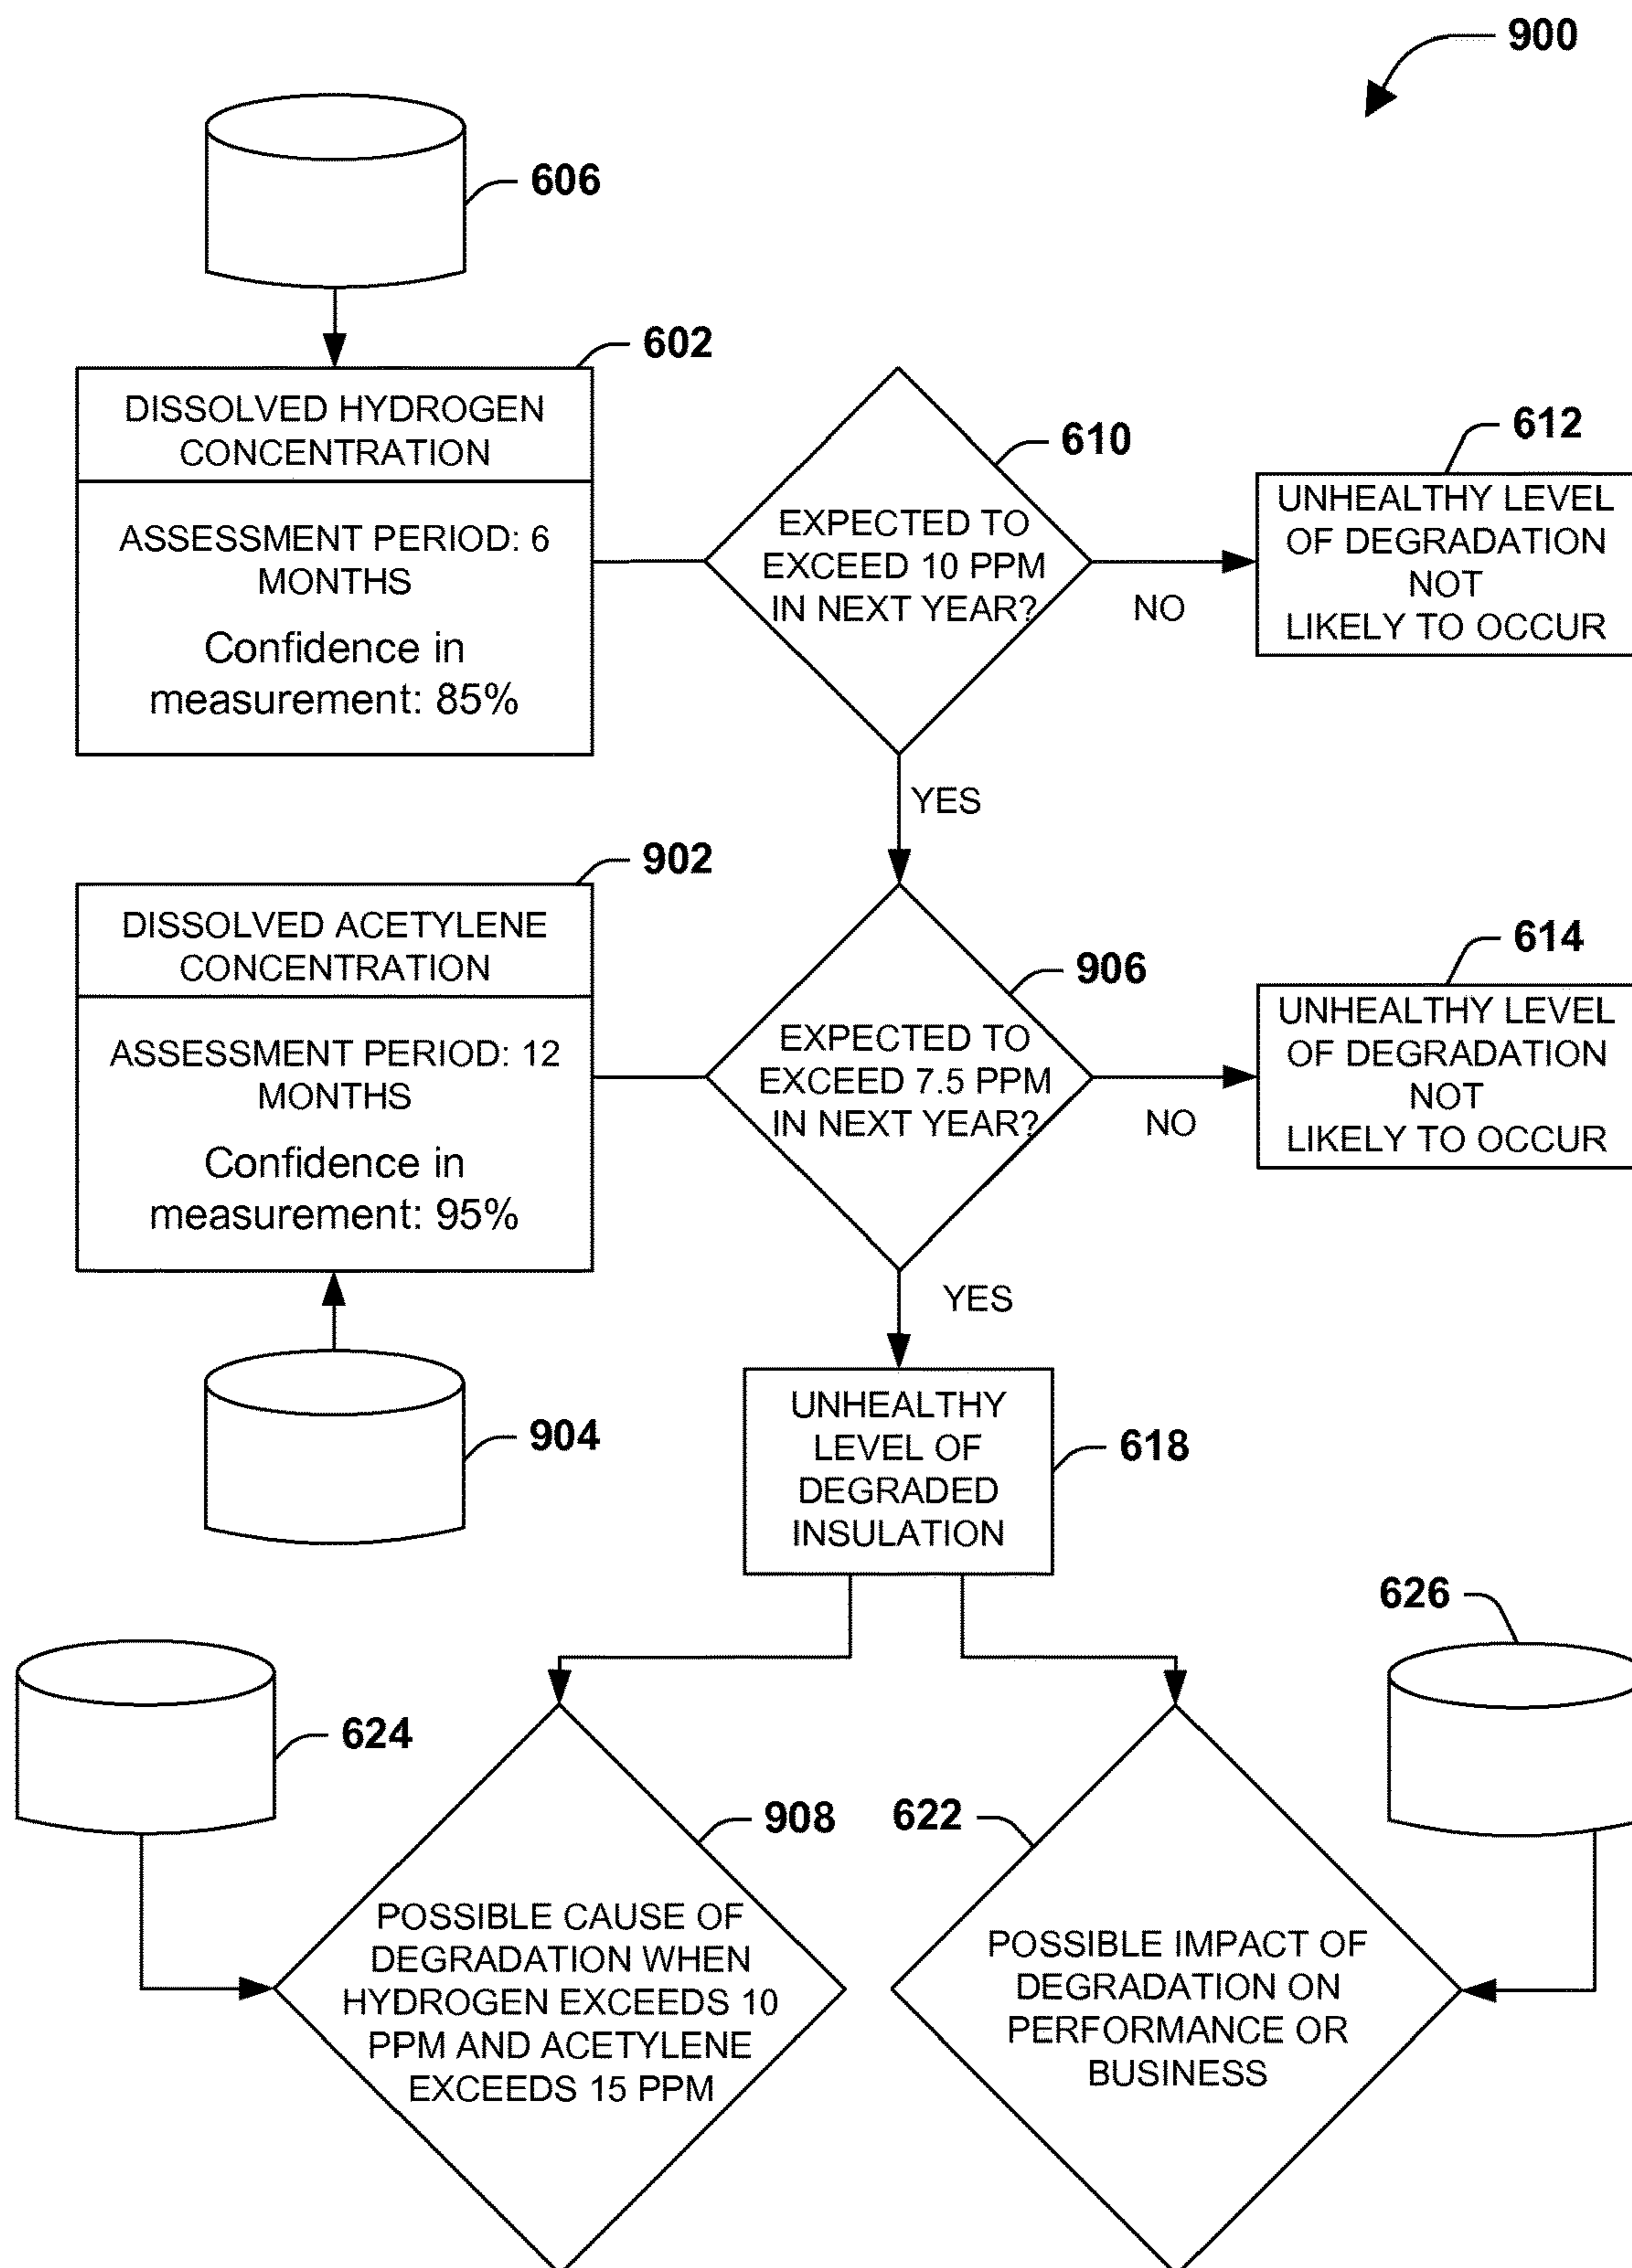 900
606
602
DISSOLVED HYDROGEN
CONCENTRATION
ASSESSMENT PERIOD: 6
MONTHS
Confidence in
measurement: 85%
610
EXPECTED TO
EXCEED 10 PPM
IN NEXT YEAR?
NO
612
UNHEALTHY LEVEL
OF DEGRADATION
NOT
LIKELY TO OCCUR
YES
902
DISSOLVED ACETYLENE
CONCENTRATION
ASSESSMENT PERIOD: 12
MONTHS
Confidence in
measurement: 95%
906
EXPECTED TO
EXCEED 7.5 PPM
IN NEXT YEAR?
NO
614
UNHEALTHY LEVEL
OF DEGRADATION
NOT
LIKELY TO OCCUR
YES
904
UNHEALTHY
LEVEL OF
DEGRADED
INSULATION
618
626
624
908
POSSIBLE CAUSE OF
DEGRADATION WHEN
HYDROGEN EXCEEDS 10
PPM AND ACETYLENE
EXCEEDS 15 PPM
622
POSSIBLE IMPACT OF
DEGRADATION ON
PERFORMANCE OR
BUSINESS